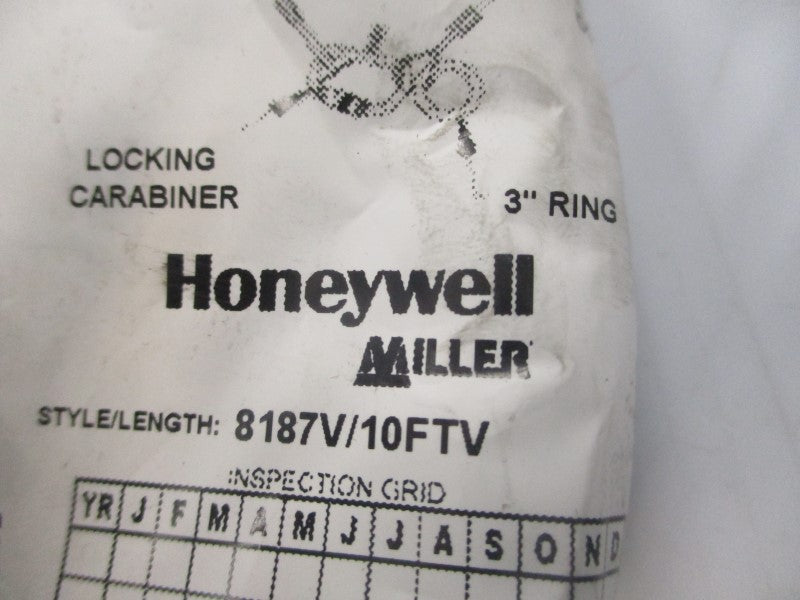 LOCKING
CARABINER
3" RING
Honeywell
MILLER
STYLE/LENGTH: 8187V/10FTV
INSPECTION GRID
YR J F M A M J J A S O N D